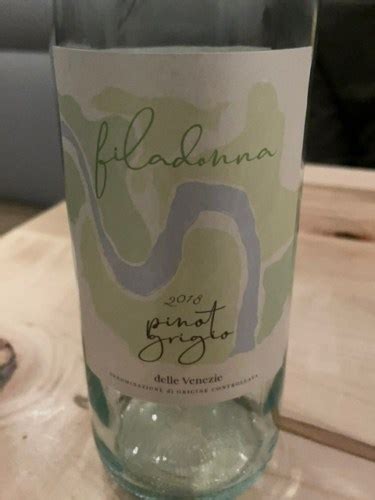 filadonna
2018
pinot
grigio
delle Venezie
DENOMINAZIONE di ORIGINE CONTROLLATA